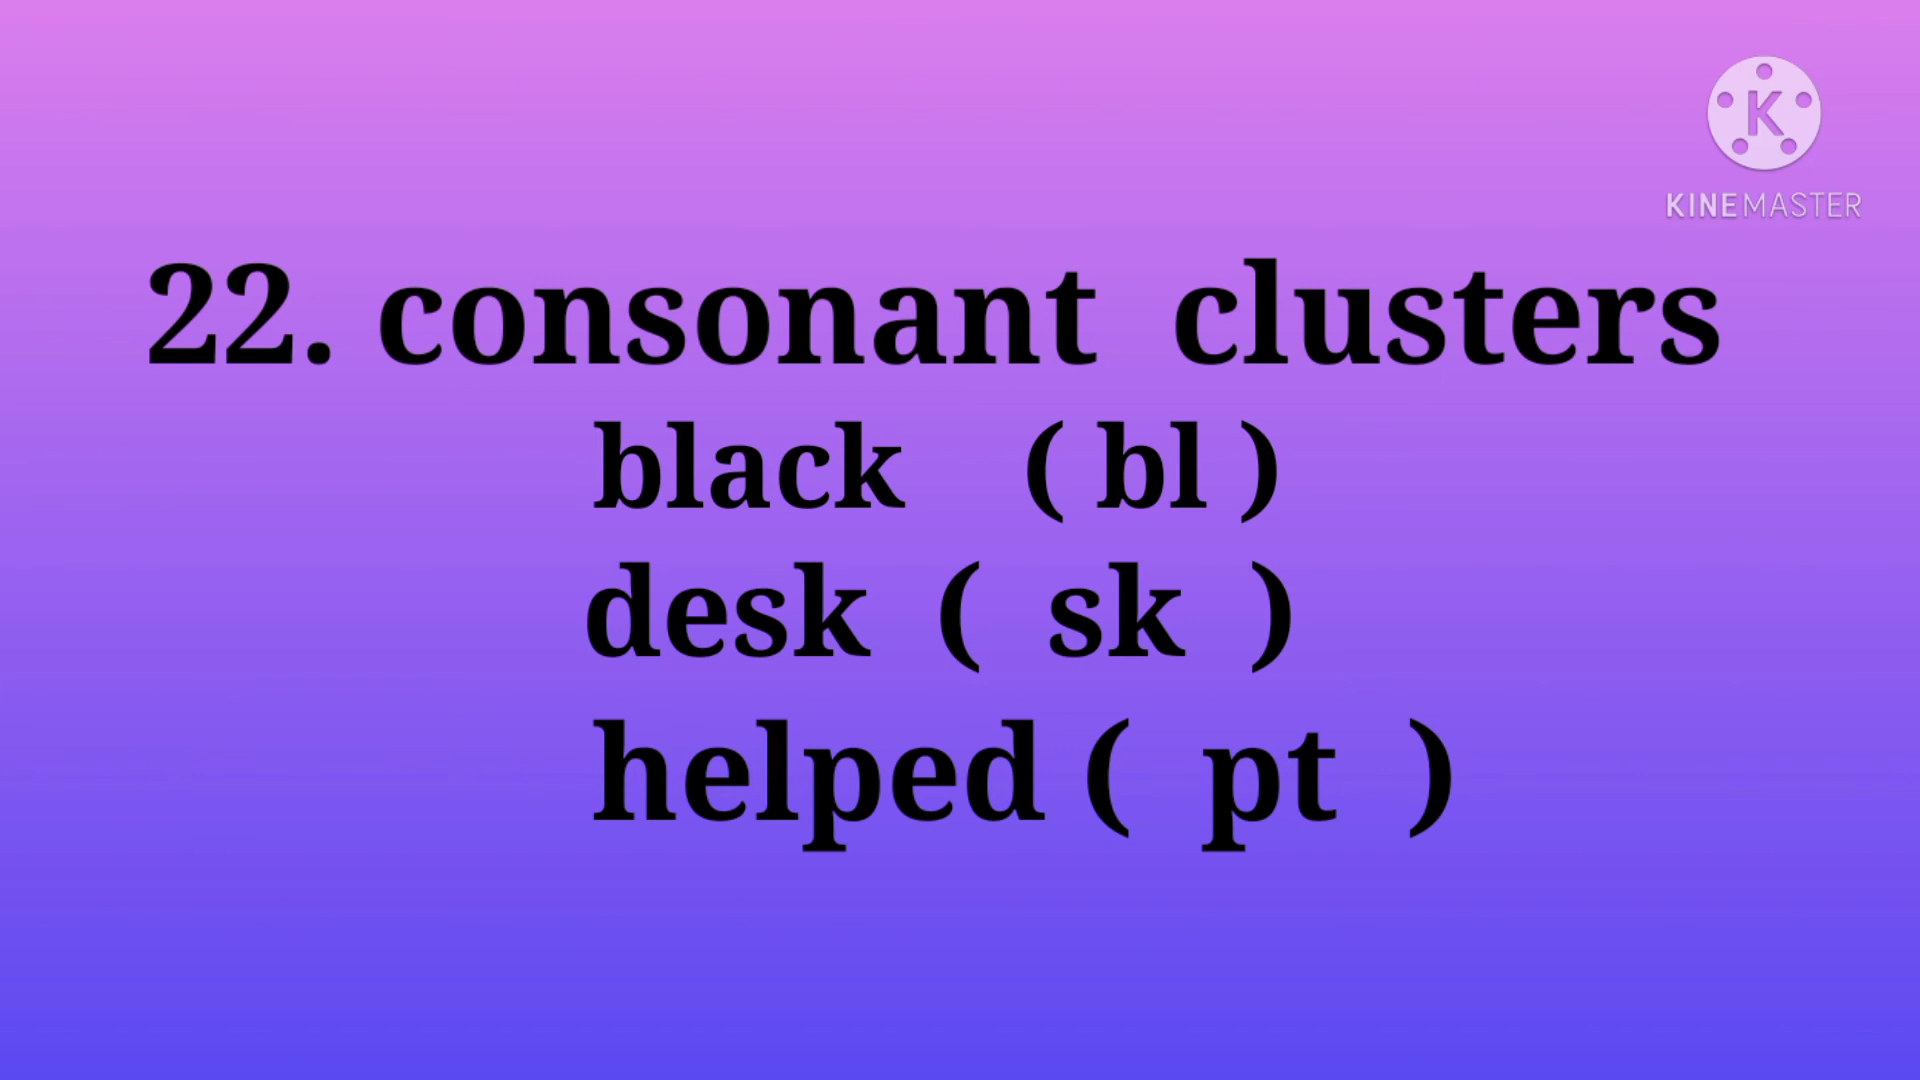 K
KINEMASTER
22. consonant clusters
black ( bl )
desk ( sk )
helped ( pt )